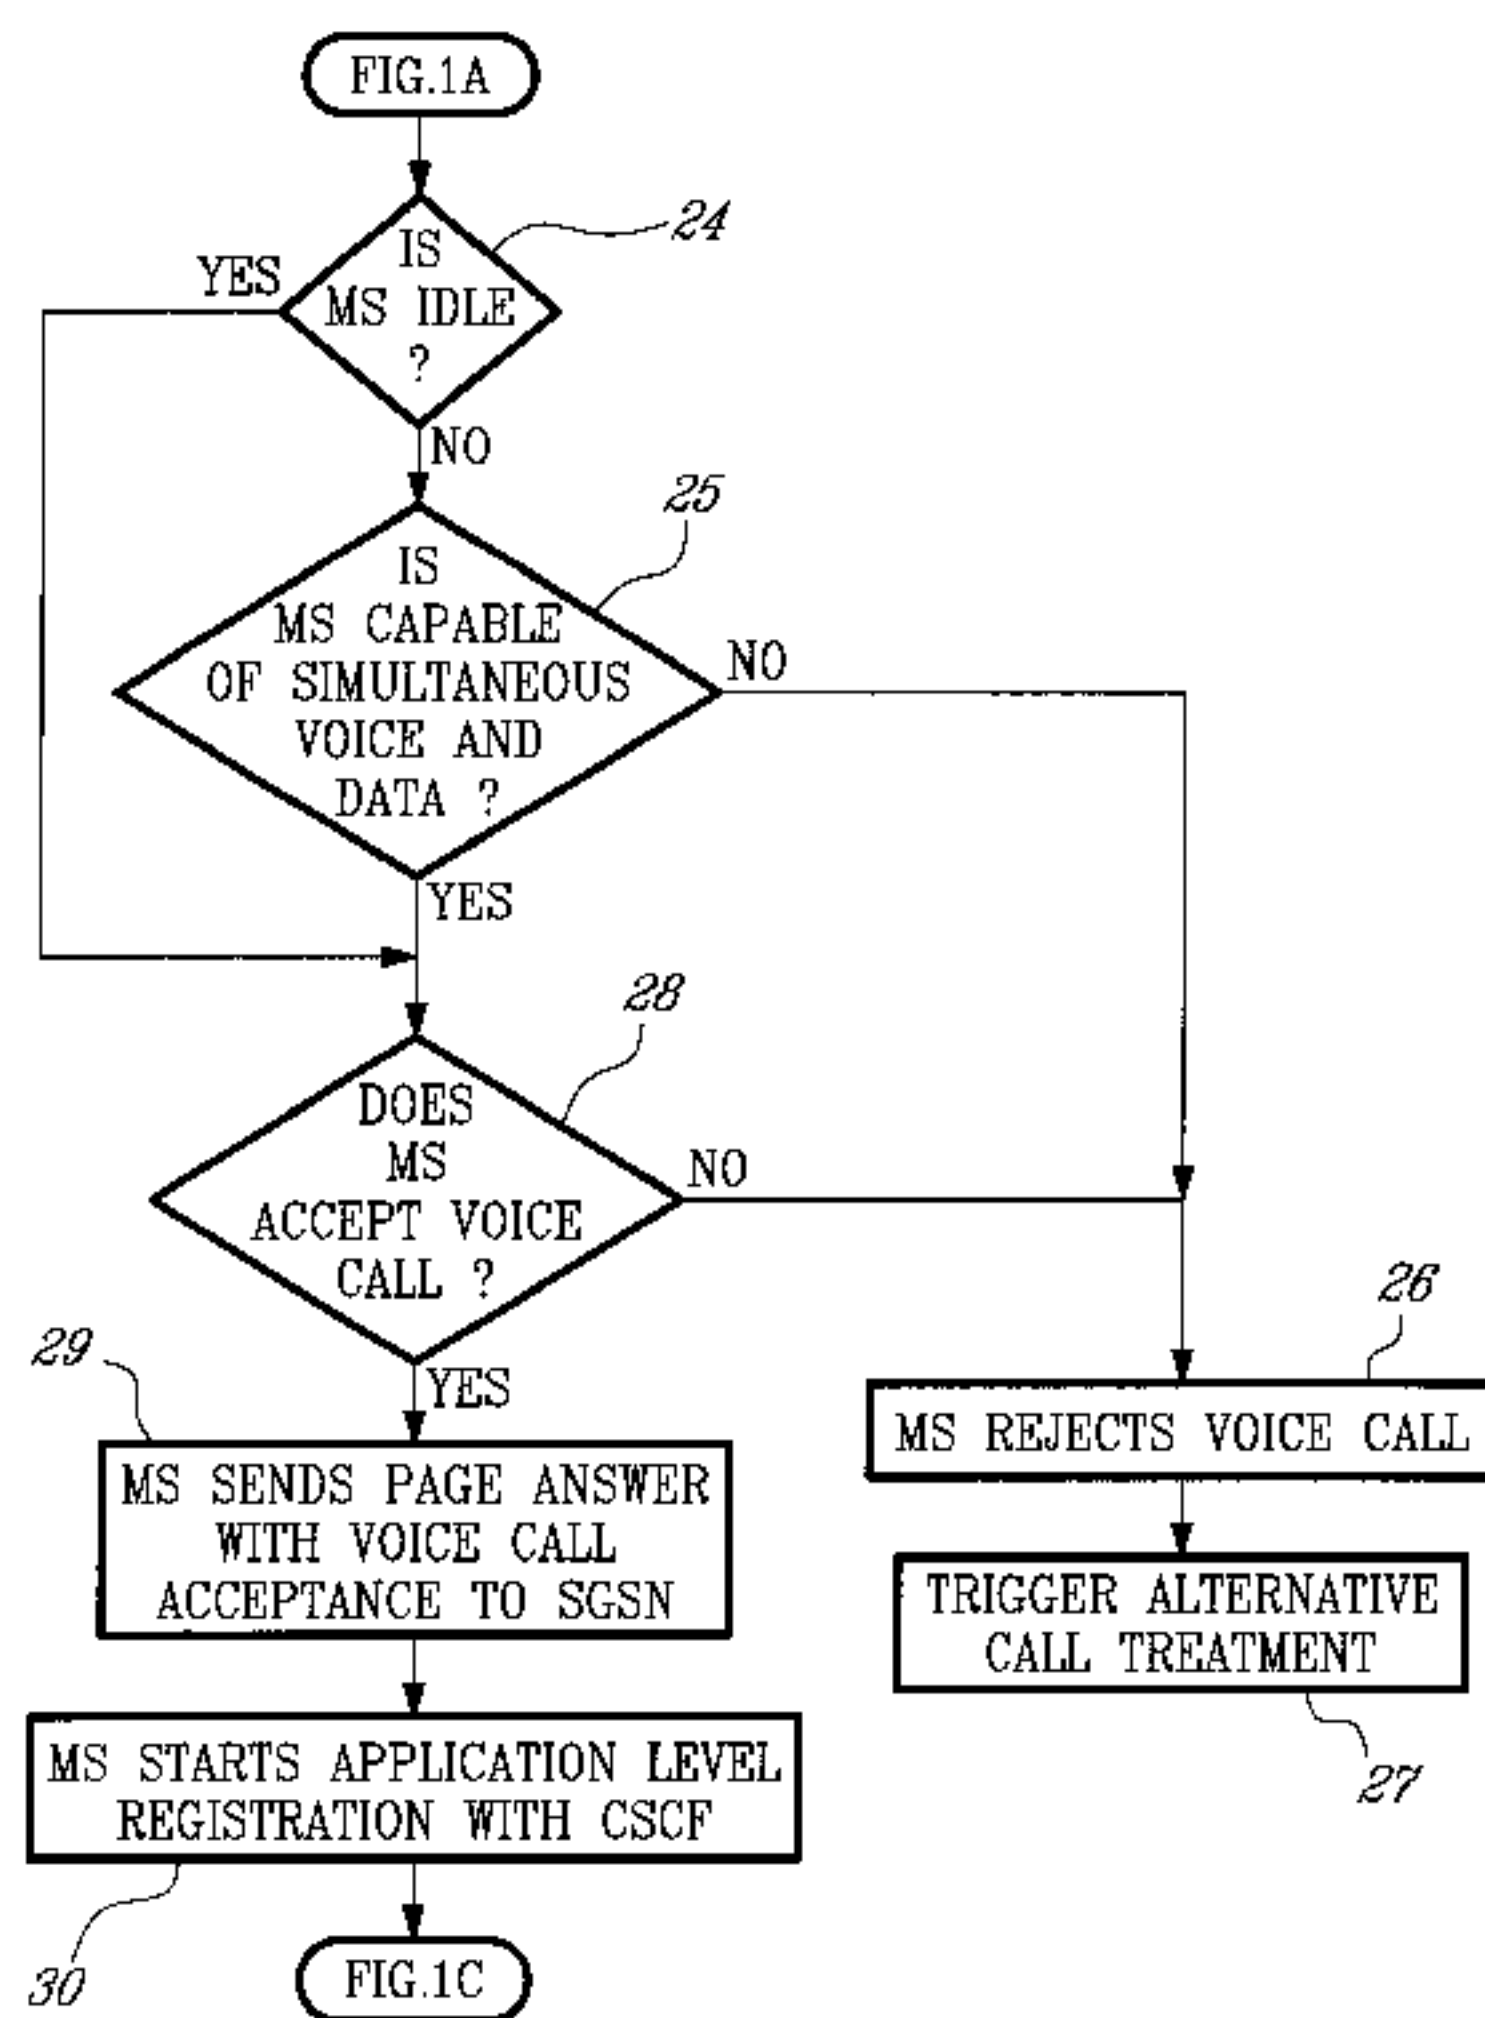 FIG.1A
24
IS
MS IDLE
?
YES
NO
25
IS
MS CAPABLE
OF SIMULTANEOUS
VOICE AND
DATA ?
NO
YES
28
DOES
MS
ACCEPT VOICE
CALL ?
NO
YES
29
MS SENDS PAGE ANSWER
WITH VOICE CALL
ACCEPTANCE TO SGSN
26
MS REJECTS VOICE CALL
TRIGGER ALTERNATIVE
CALL TREATMENT
27
MS STARTS APPLICATION LEVEL
REGISTRATION WITH CSCF
30
FIG.1C